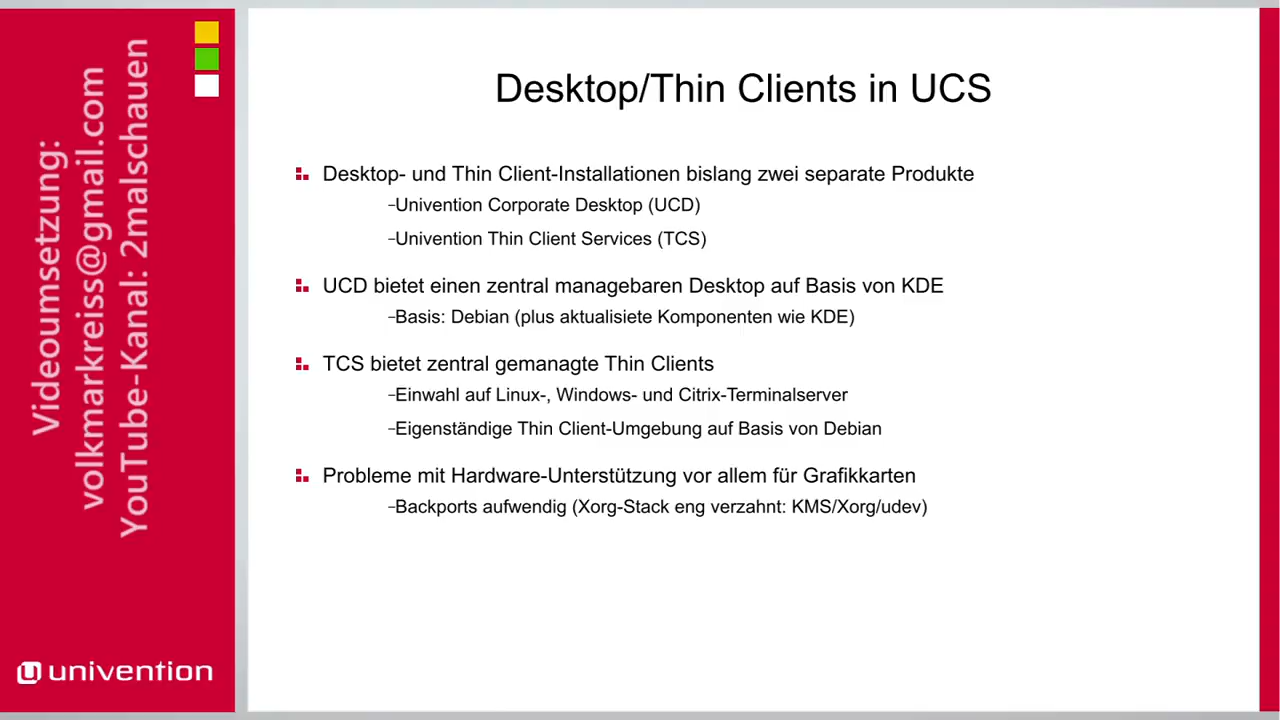 Videoumsetzung:
volkmarkreiss@gmail.com
YouTube-Kanal: 2malschauen
univention
Desktop/Thin Clients in UCS
Desktop- und Thin Client-Installationen bislang zwei separate Produkte
–Univention Corporate Desktop (UCD)
–Univention Thin Client Services (TCS)
UCD bietet einen zentral managebaren Desktop auf Basis von KDE
–Basis: Debian (plus aktualisiete Komponenten wie KDE)
TCS bietet zentral gemanagte Thin Clients
–Einwahl auf Linux-, Windows- und Citrix-Terminalserver
–Eigenständige Thin Client-Umgebung auf Basis von Debian
Probleme mit Hardware-Unterstützung vor allem für Grafikkarten
–Backports aufwendig (Xorg-Stack eng verzahnt: KMS/Xorg/udev)